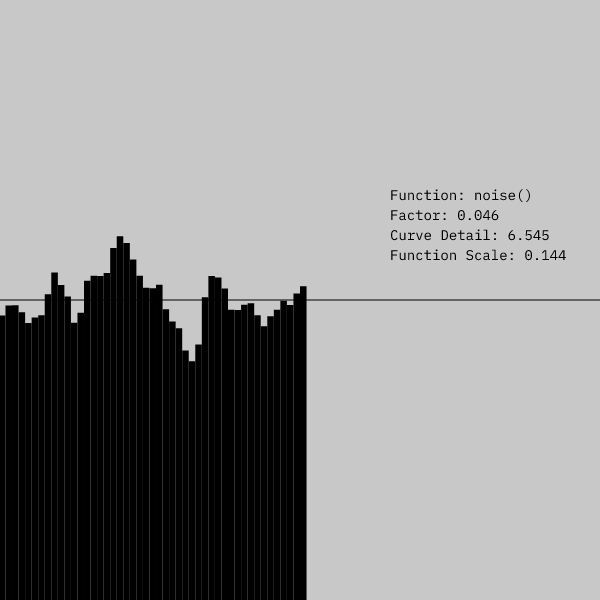 Function: noise()
Factor: 0.046
Curve Detail: 6.545
Function Scale: 0.144